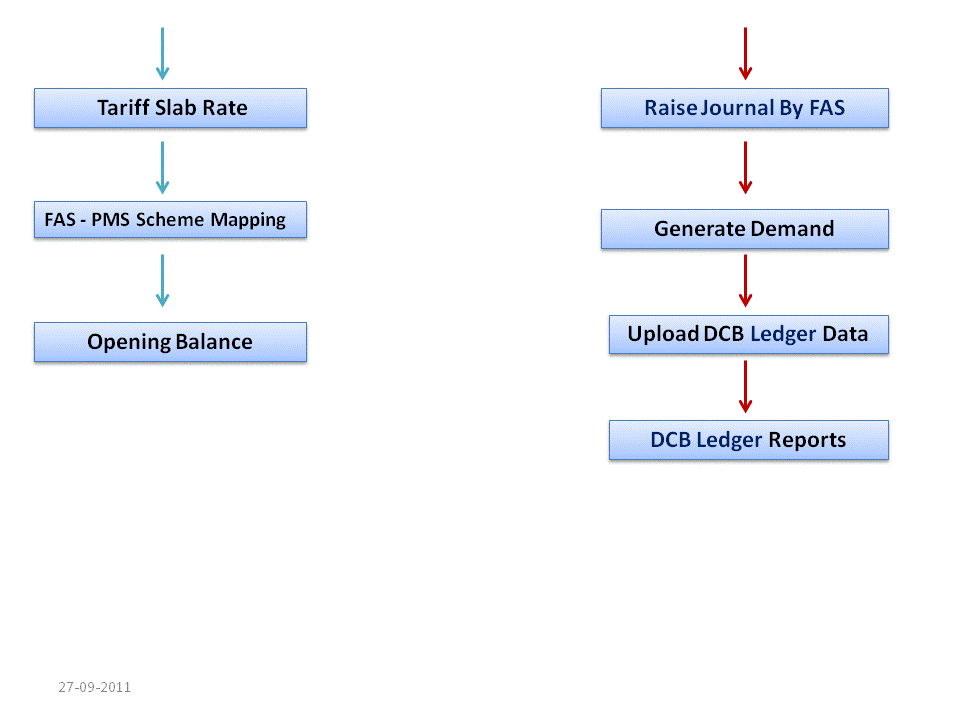 Tariff Slab Rate
FAS - PMS Scheme Mapping
Opening Balance
Raise Journal By FAS
Generate Demand
Upload DCB Ledger Data
DCB Ledger Reports
27-09-2011